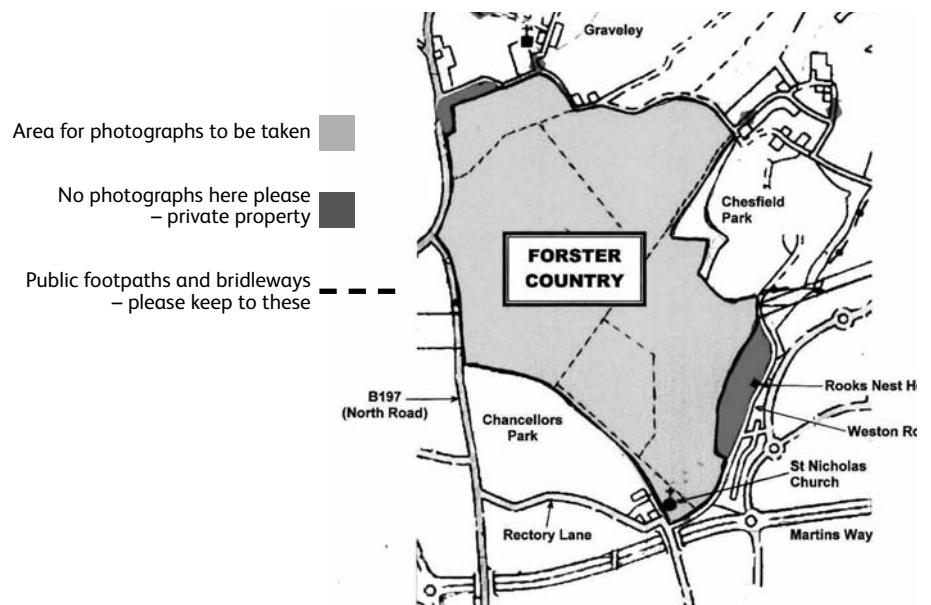 Graveley
Area for photographs to be taken
No photographs here please
– private property
Chesfield
Park
FORSTER
COUNTRY
Public footpaths and bridleways
– please keep to these
B197
(North Road)
Chancellors
Park
Rooks Nest H
Weston Ro
St Nicholas
Church
Rectory Lane
Martins Way